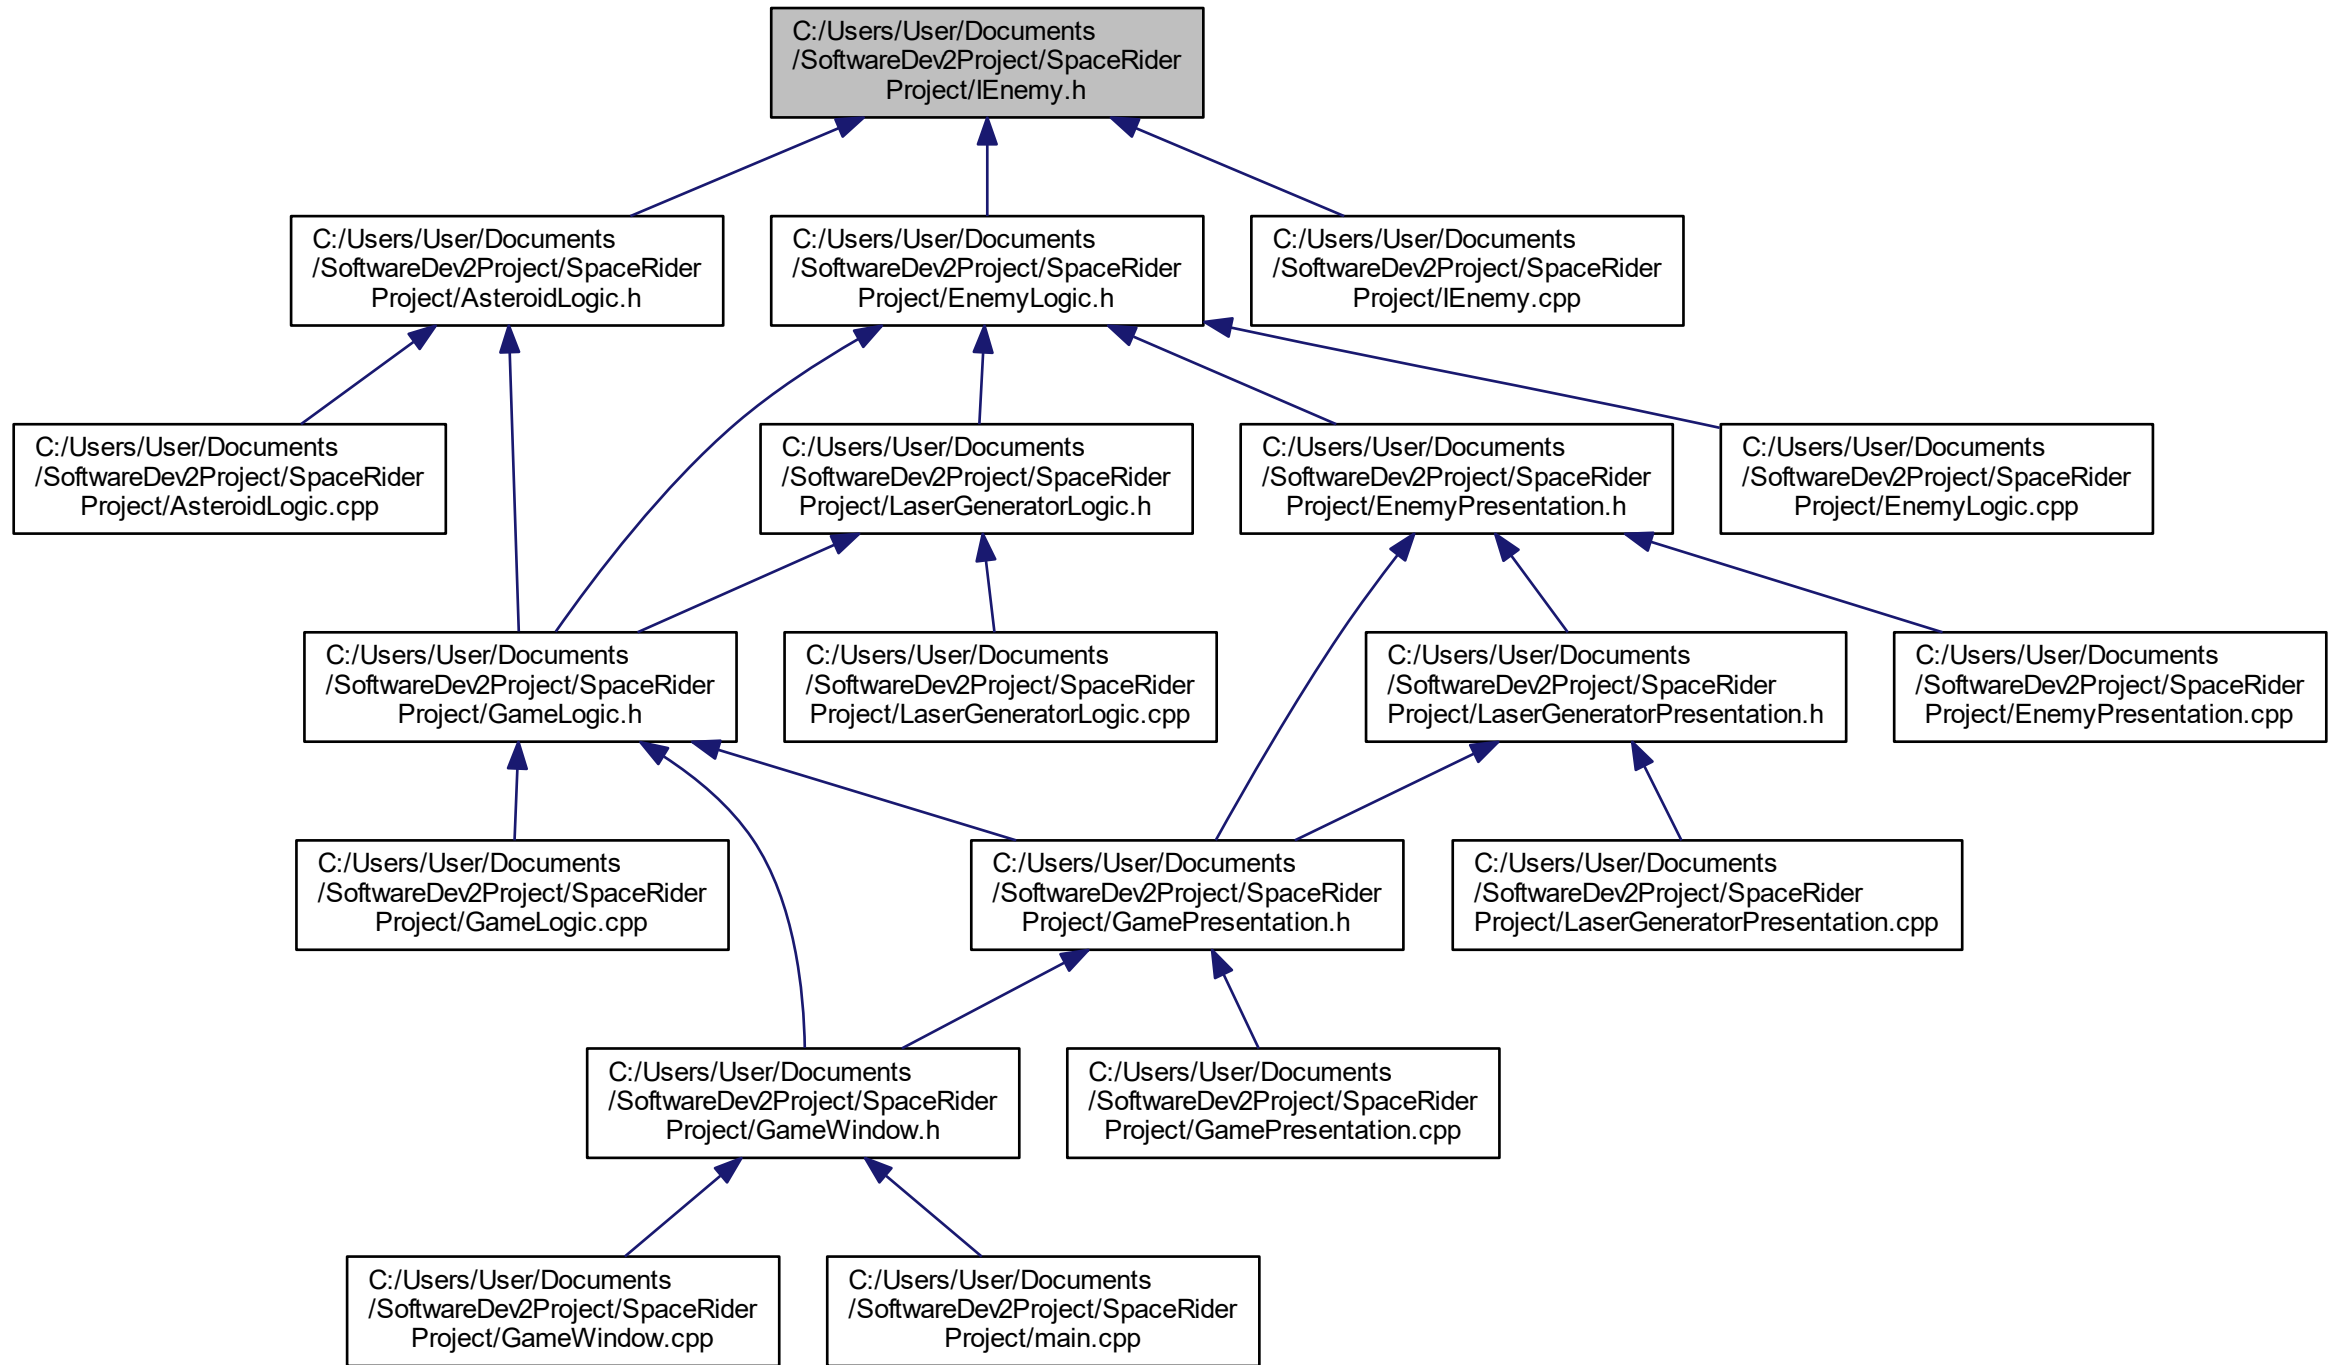 C:/Users/User/Documents
/SoftwareDev2Project/SpaceRider
Project/IEnemy.h
C:/Users/User/Documents
/SoftwareDev2Project/SpaceRider
Project/AsteroidLogic.h
C:/Users/User/Documents
/SoftwareDev2Project/SpaceRider
Project/EnemyLogic.h
C:/Users/User/Documents
/SoftwareDev2Project/SpaceRider
Project/IEnemy.cpp
C:/Users/User/Documents
/SoftwareDev2Project/SpaceRider
Project/AsteroidLogic.cpp
C:/Users/User/Documents
/SoftwareDev2Project/SpaceRider
Project/LaserGeneratorLogic.h
C:/Users/User/Documents
/SoftwareDev2Project/SpaceRider
Project/EnemyPresentation.h
C:/Users/User/Documents
/SoftwareDev2Project/SpaceRider
Project/EnemyLogic.cpp
C:/Users/User/Documents
/SoftwareDev2Project/SpaceRider
Project/GameLogic.h
C:/Users/User/Documents
/SoftwareDev2Project/SpaceRider
Project/LaserGeneratorLogic.cpp
C:/Users/User/Documents
/SoftwareDev2Project/SpaceRider
Project/LaserGeneratorPresentation.h
C:/Users/User/Documents
/SoftwareDev2Project/SpaceRider
Project/EnemyPresentation.cpp
C:/Users/User/Documents
/SoftwareDev2Project/SpaceRider
Project/GameLogic.cpp
C:/Users/User/Documents
/SoftwareDev2Project/SpaceRider
Project/GamePresentation.h
C:/Users/User/Documents
/SoftwareDev2Project/SpaceRider
Project/LaserGeneratorPresentation.cpp
C:/Users/User/Documents
/SoftwareDev2Project/SpaceRider
Project/GameWindow.h
C:/Users/User/Documents
/SoftwareDev2Project/SpaceRider
Project/GamePresentation.cpp
C:/Users/User/Documents
/SoftwareDev2Project/SpaceRider
Project/GameWindow.cpp
C:/Users/User/Documents
/SoftwareDev2Project/SpaceRider
Project/main.cpp